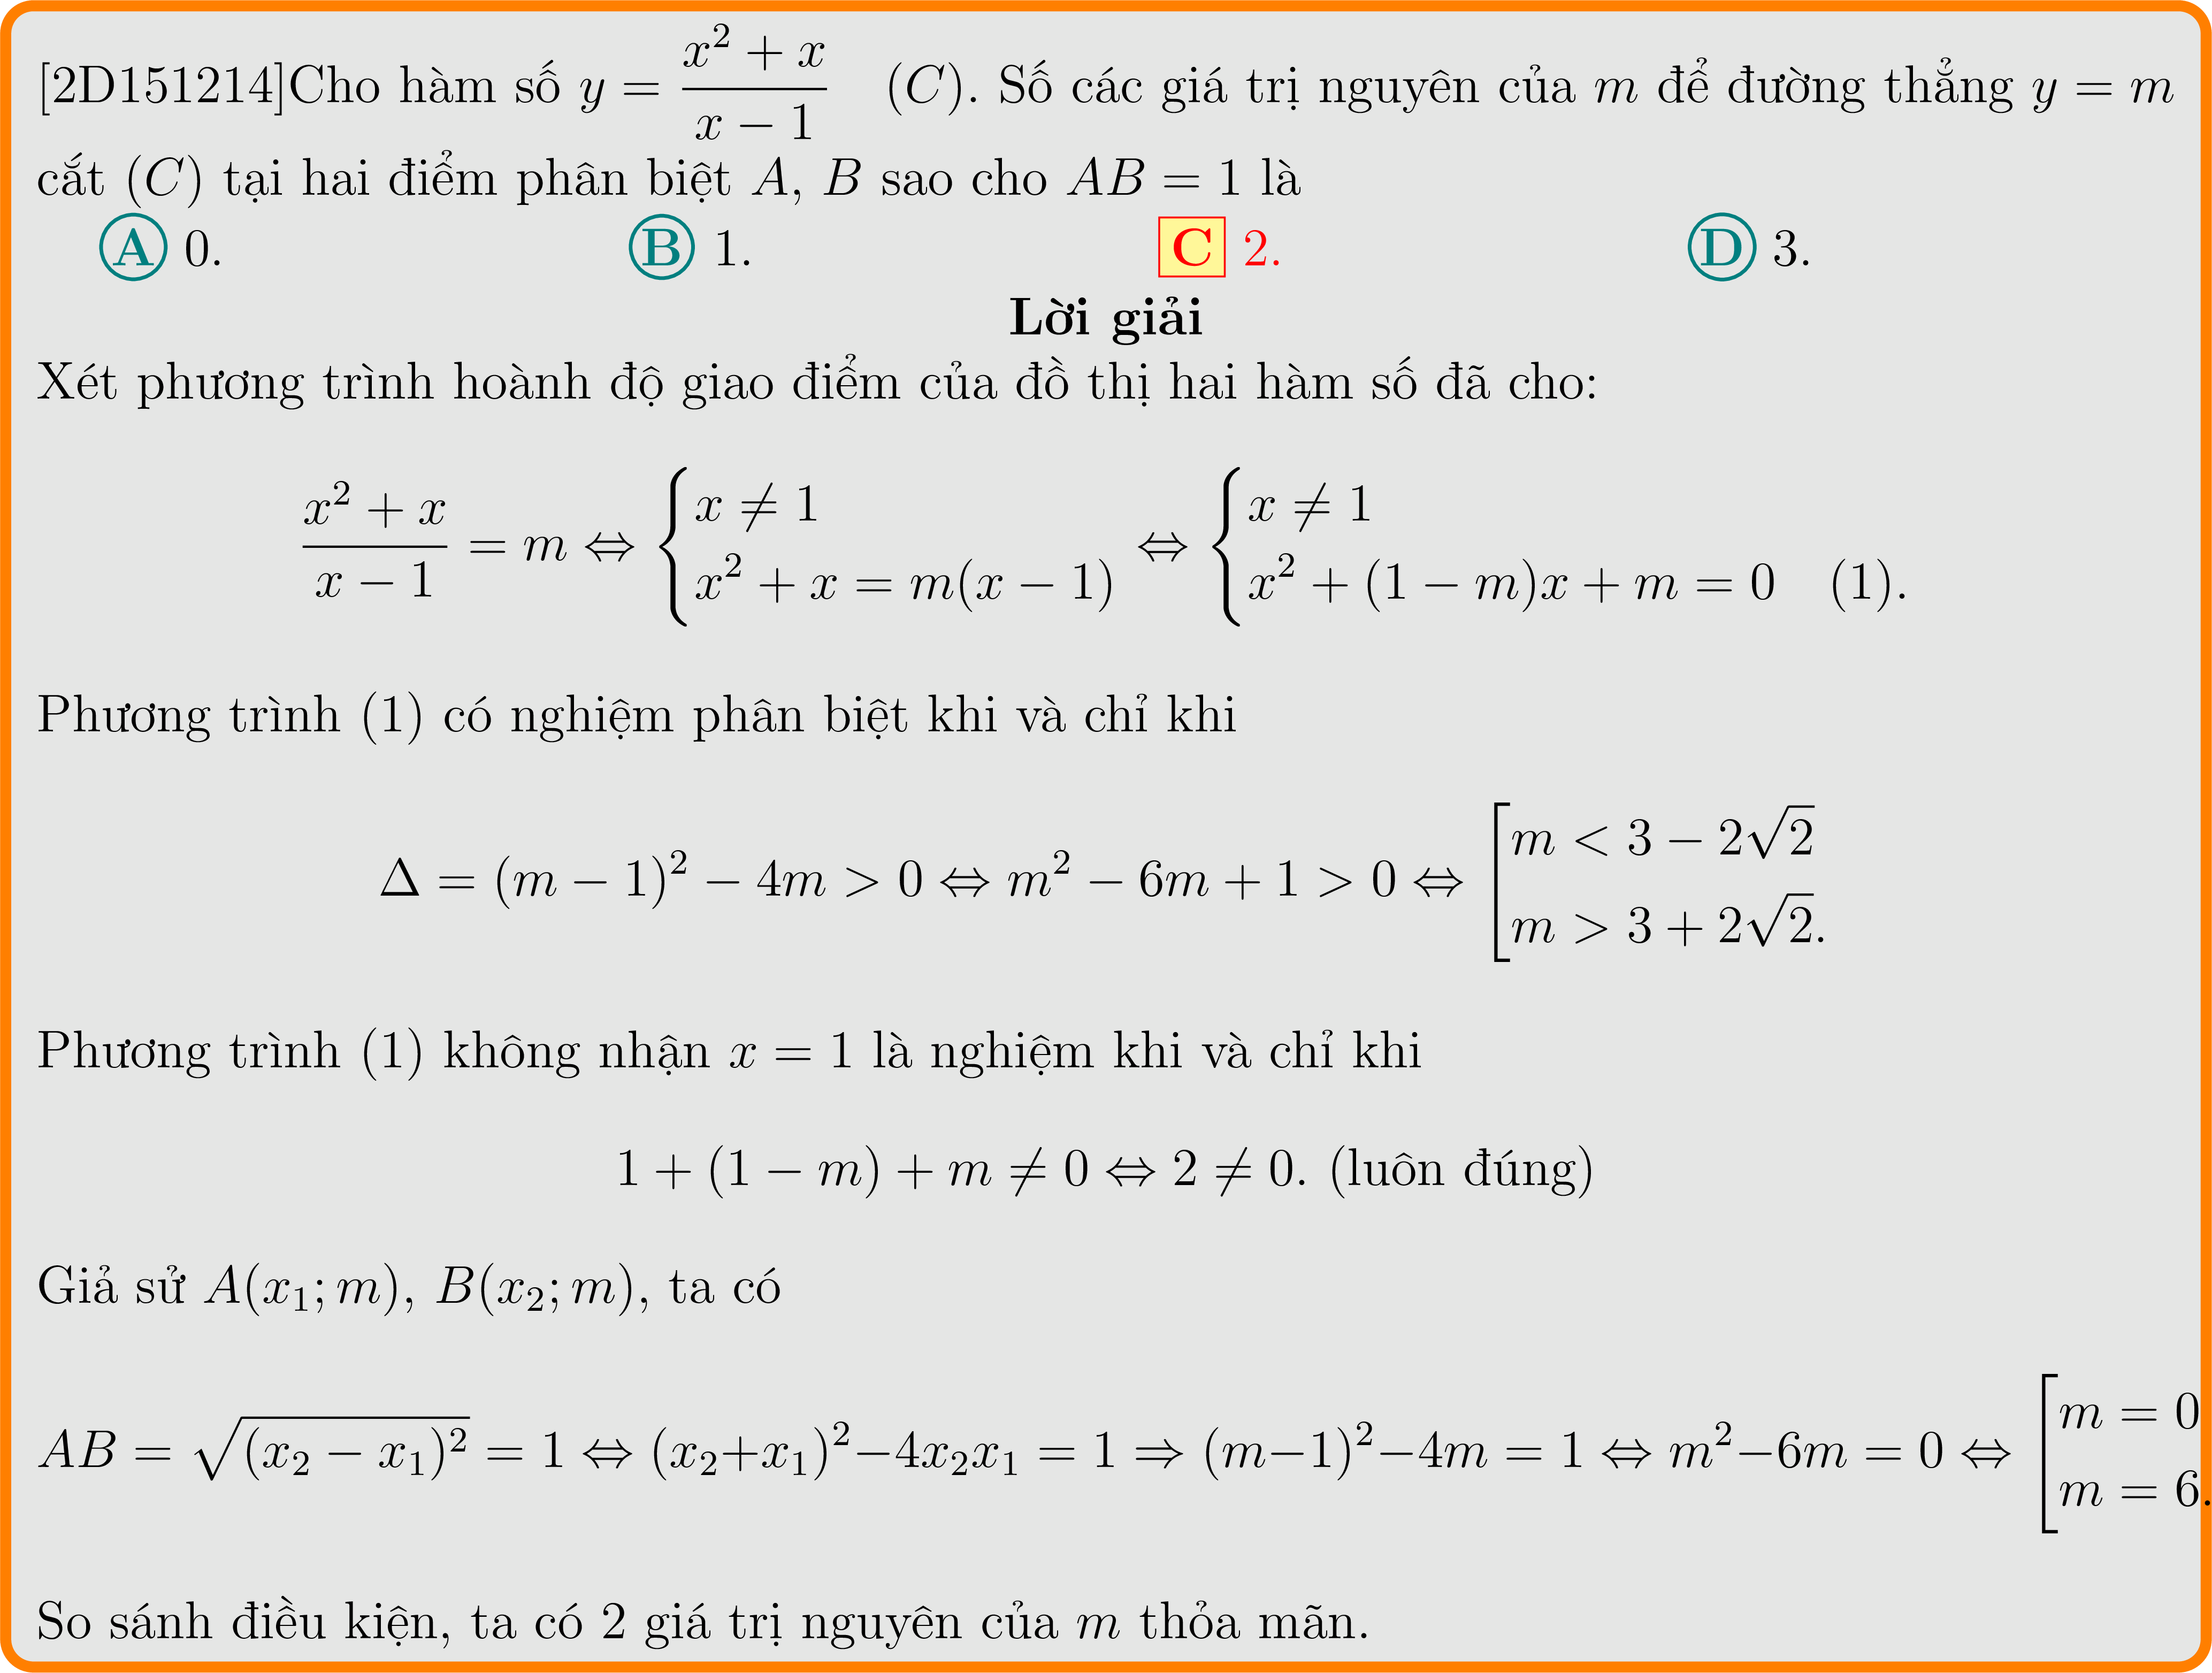 [2D151214]Cho hàm số $y = \dfrac{x^2 + x}{x - 1}$ $(C)$. Số các giá trị nguyên của $m$ để đường thẳng $y = m$
cắt $(C)$ tại hai điểm phân biệt $A$, $B$ sao cho $AB = 1$ là
A 0. B 1. C 2. D 3.
Lời giải
Xét phương trình hoành độ giao điểm của đồ thị hai hàm số đã cho:
$\dfrac{x^2 + x}{x - 1} = m \Leftrightarrow \begin{cases} x \neq 1 \\ x^2 + x = m(x - 1) \end{cases} \Leftrightarrow \begin{cases} x \neq 1 \\ x^2 + (1 - m)x + m = 0 \quad (1). \end{cases}$
Phương trình (1) có nghiệm phân biệt khi và chỉ khi
$\Delta = (m - 1)^2 - 4m > 0 \Leftrightarrow m^2 - 6m + 1 > 0 \Leftrightarrow \left[\begin{array}{l} m < 3 - 2\sqrt{2} \\ m > 3 + 2\sqrt{2}. \end{array}\right.$
Phương trình (1) không nhận $x = 1$ là nghiệm khi và chỉ khi
$1 + (1 - m) + m \neq 0 \Leftrightarrow 2 \neq 0.$ (luôn đúng)
Giả sử $A(x_1; m)$, $B(x_2; m)$, ta có
$AB = \sqrt{(x_2 - x_1)^2} = 1 \Leftrightarrow (x_2 + x_1)^2 - 4x_2x_1 = 1 \Rightarrow (m - 1)^2 - 4m = 1 \Leftrightarrow m^2 - 6m = 0 \Leftrightarrow \left[\begin{array}{l} m = 0 \\ m = 6. \end{array}\right.$
So sánh điều kiện, ta có 2 giá trị nguyên của $m$ thỏa mãn.